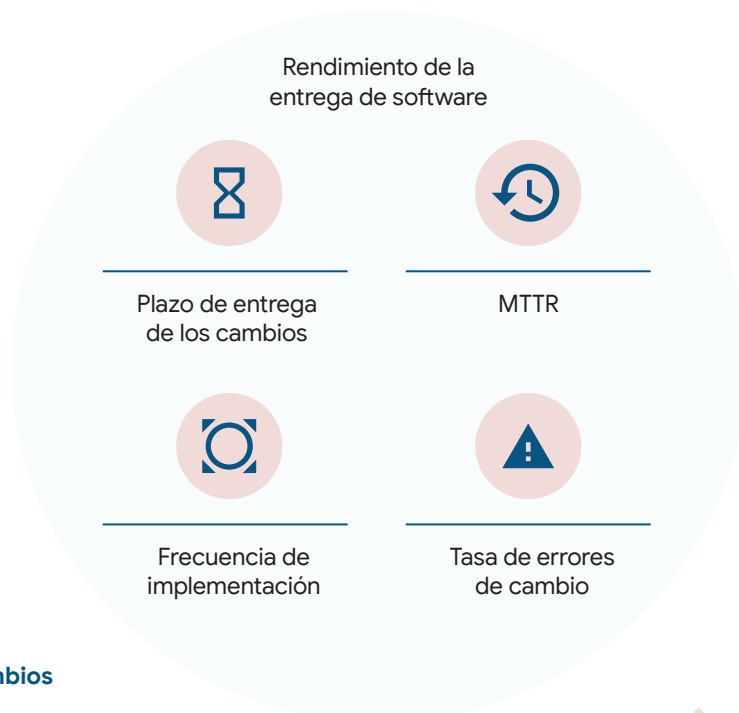 Rendimiento de la
entrega de software
Plazo de entrega
de los cambios
MTTR
Frecuencia de
implementación
Tasa de errores
de cambio
mbios